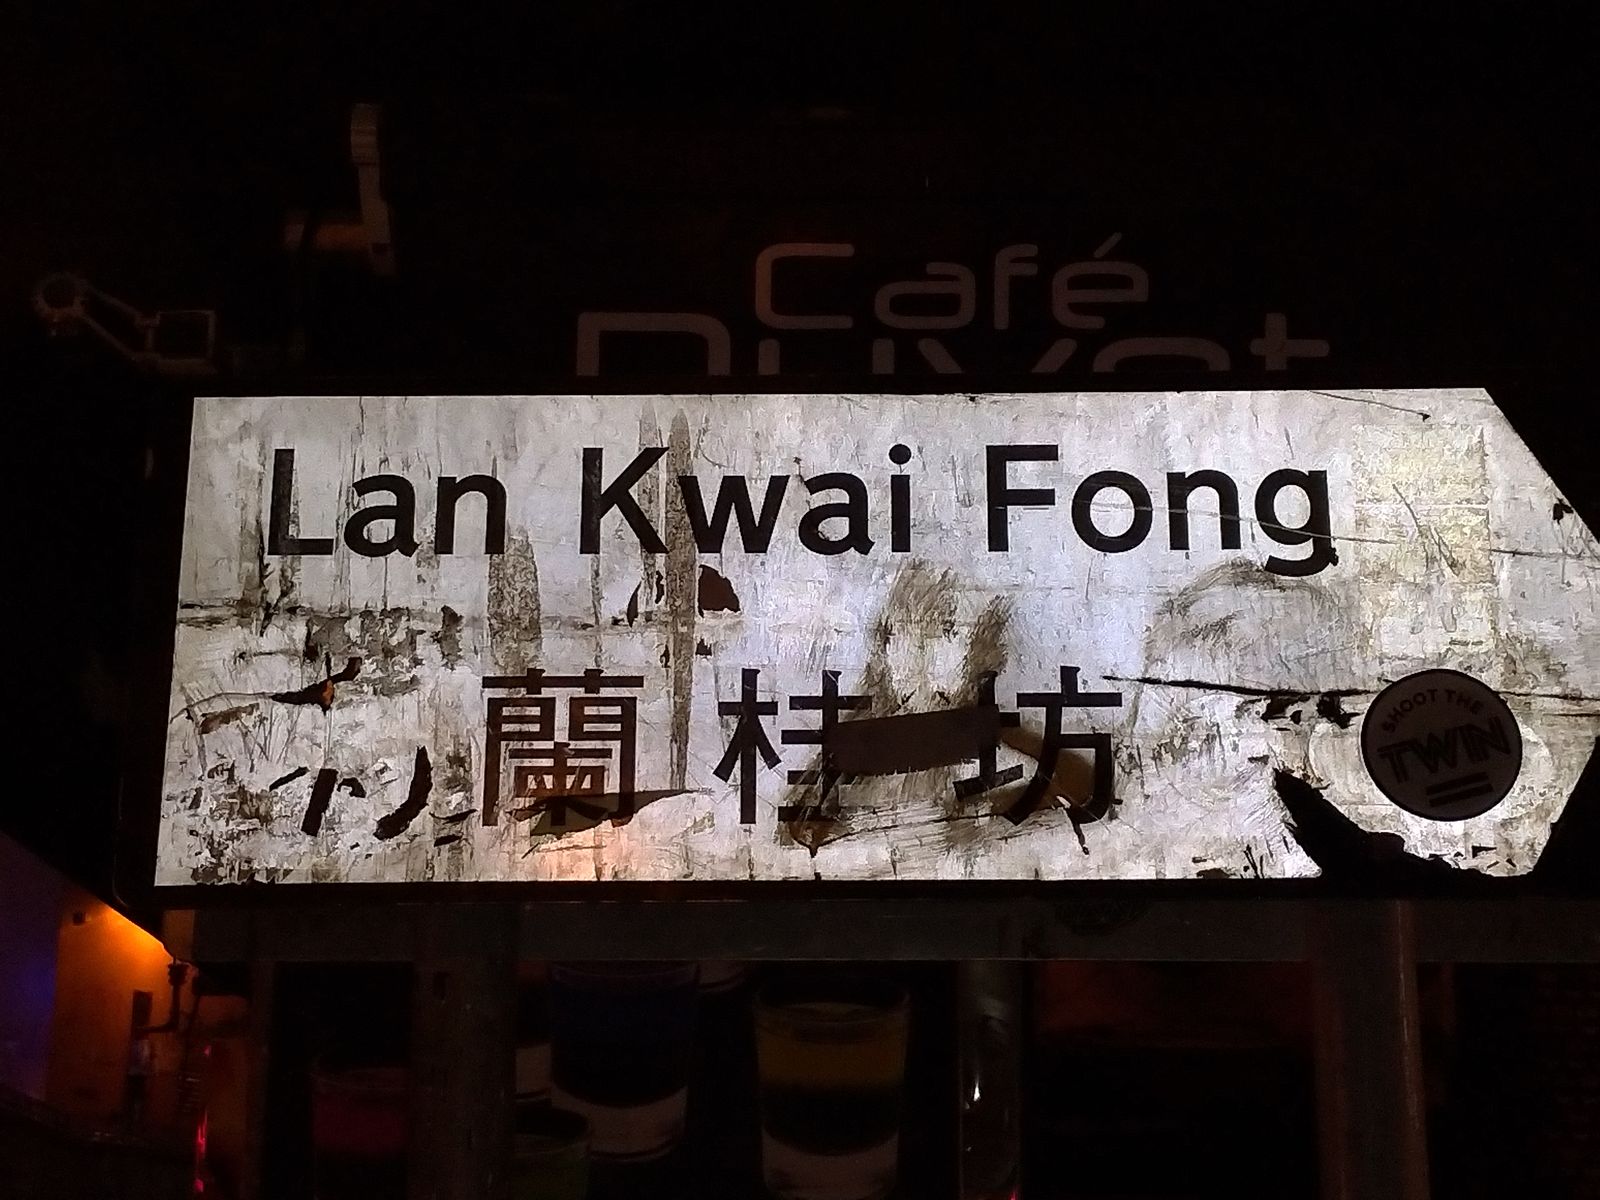 Café
Lan Kwai Fong
蘭桂坊
SHOOT THE
TWIN